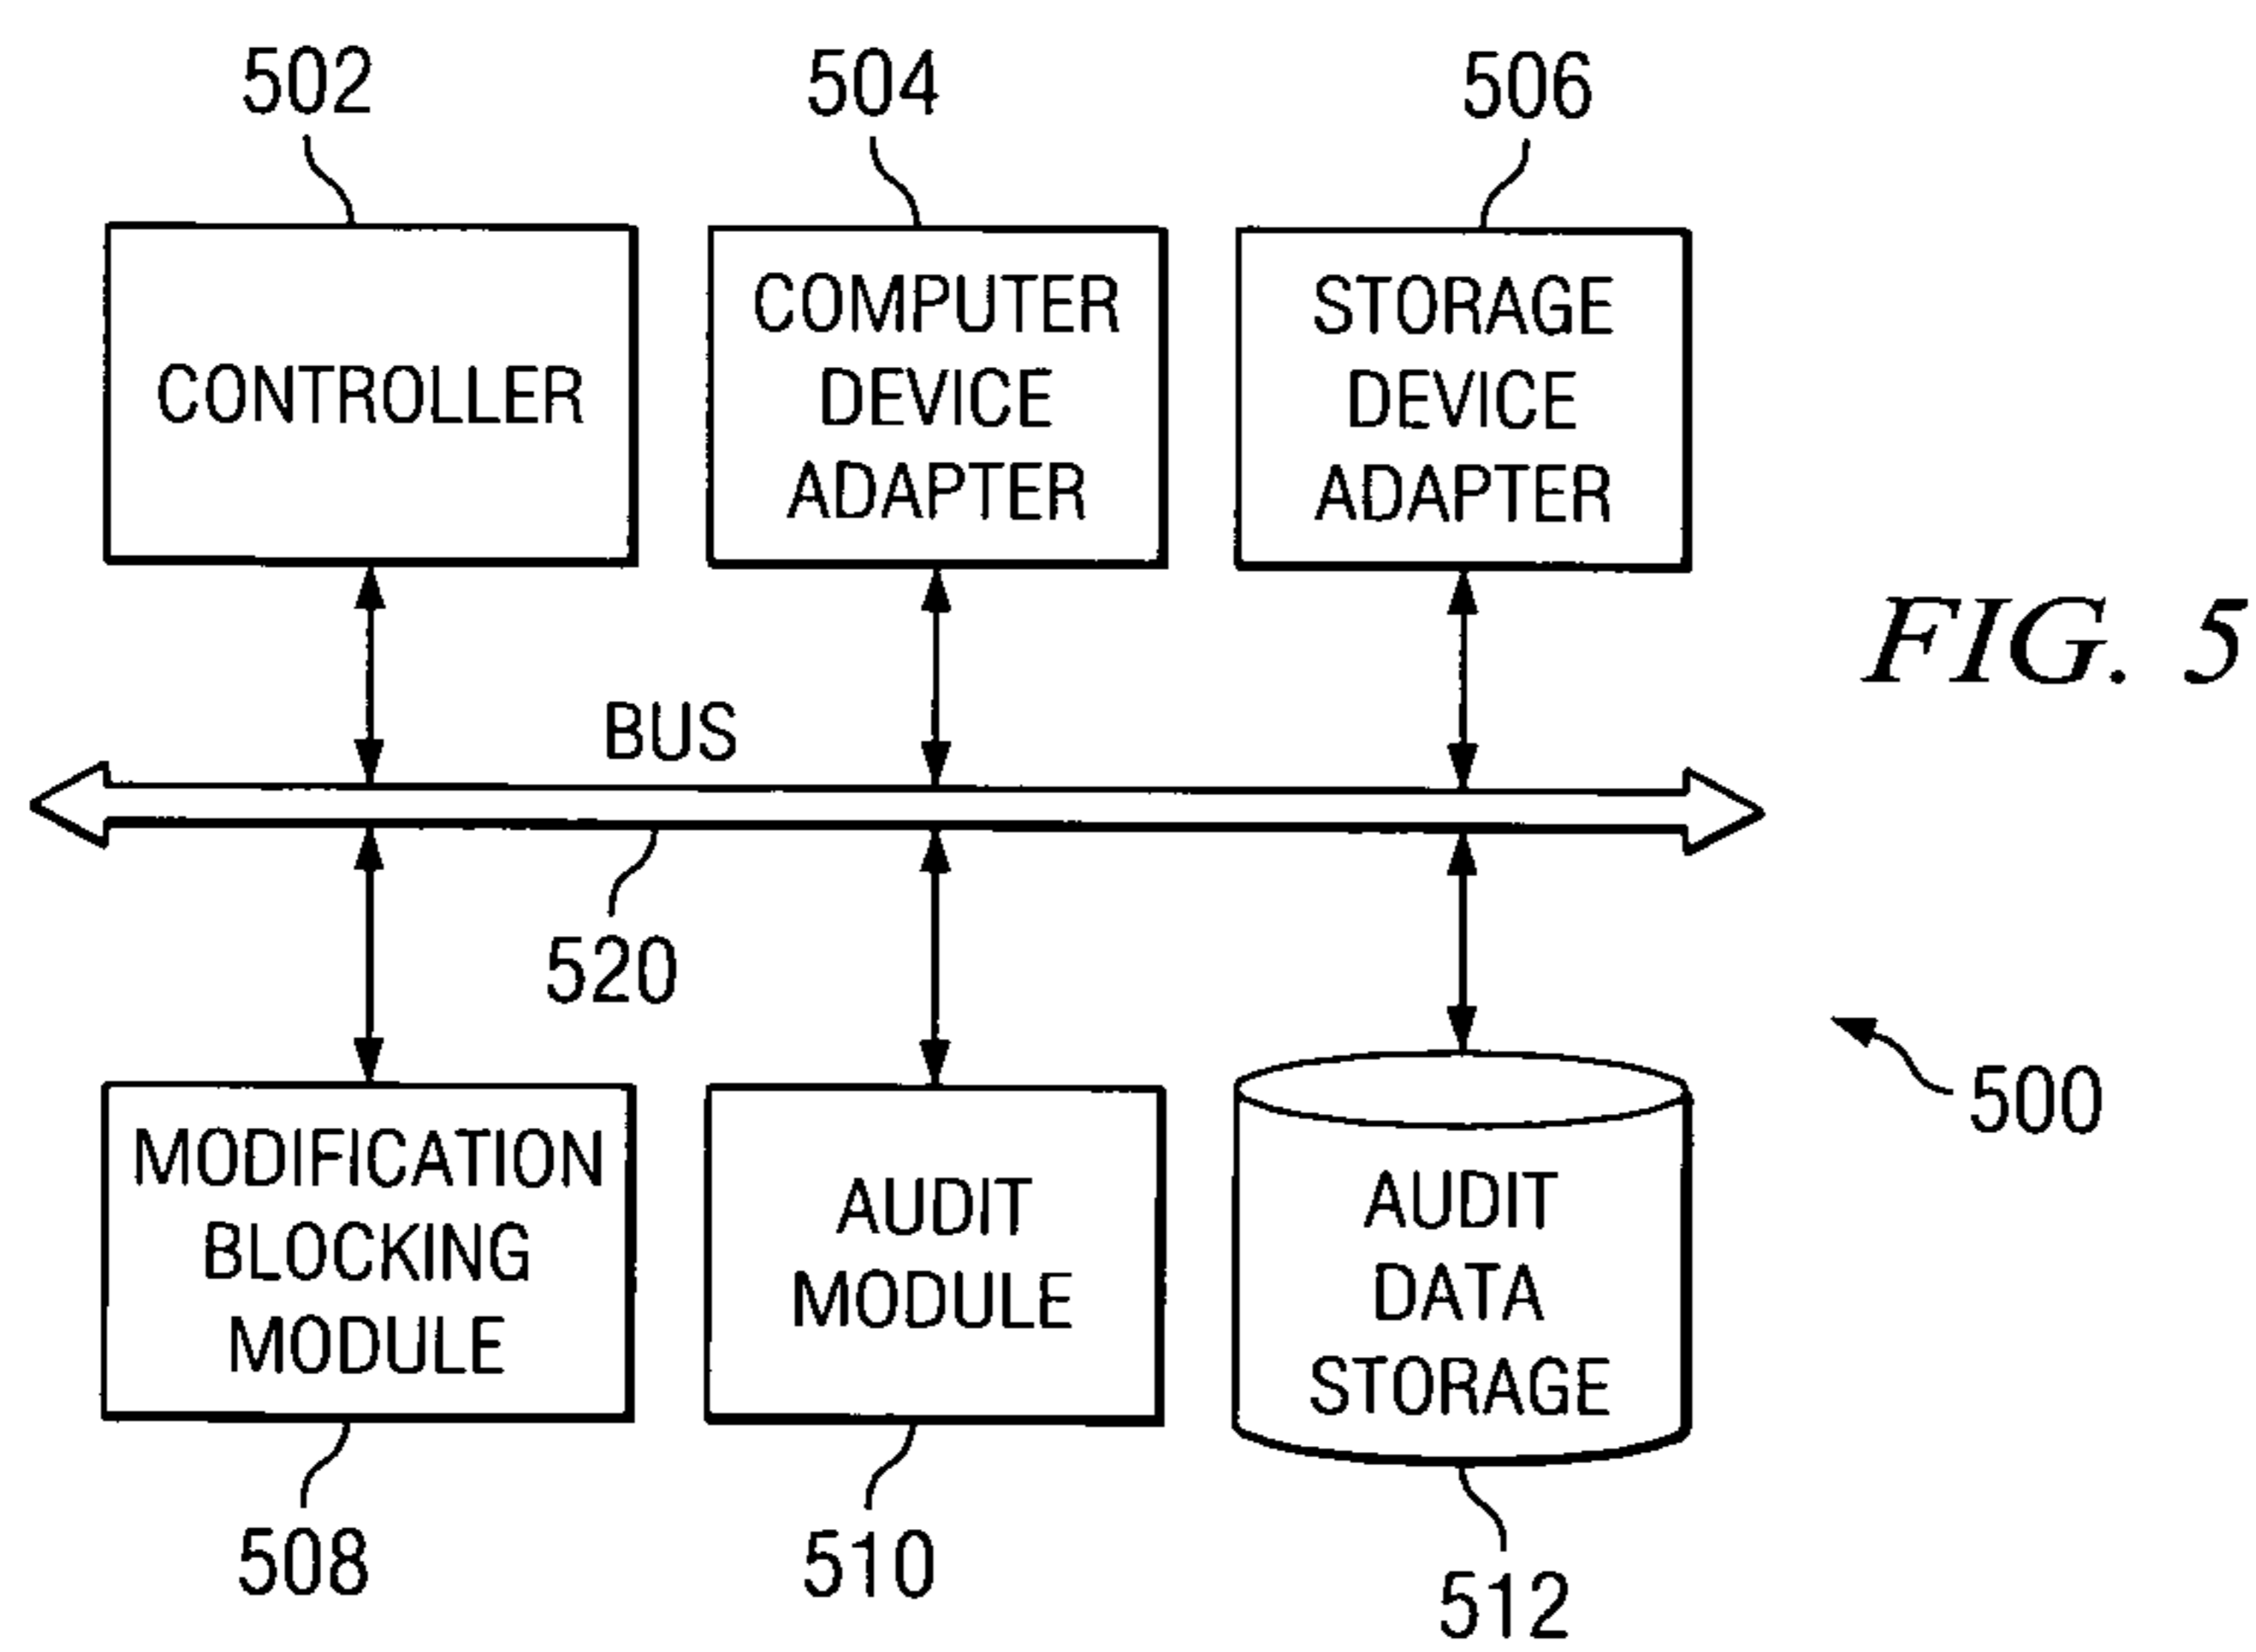 502
504
506
CONTROLLER
COMPUTER
DEVICE
ADAPTER
STORAGE
DEVICE
ADAPTER
FIG. 5
BUS
520
500
MODIFICATION
BLOCKING
MODULE
AUDIT
MODULE
AUDIT
DATA
STORAGE
508
510
512